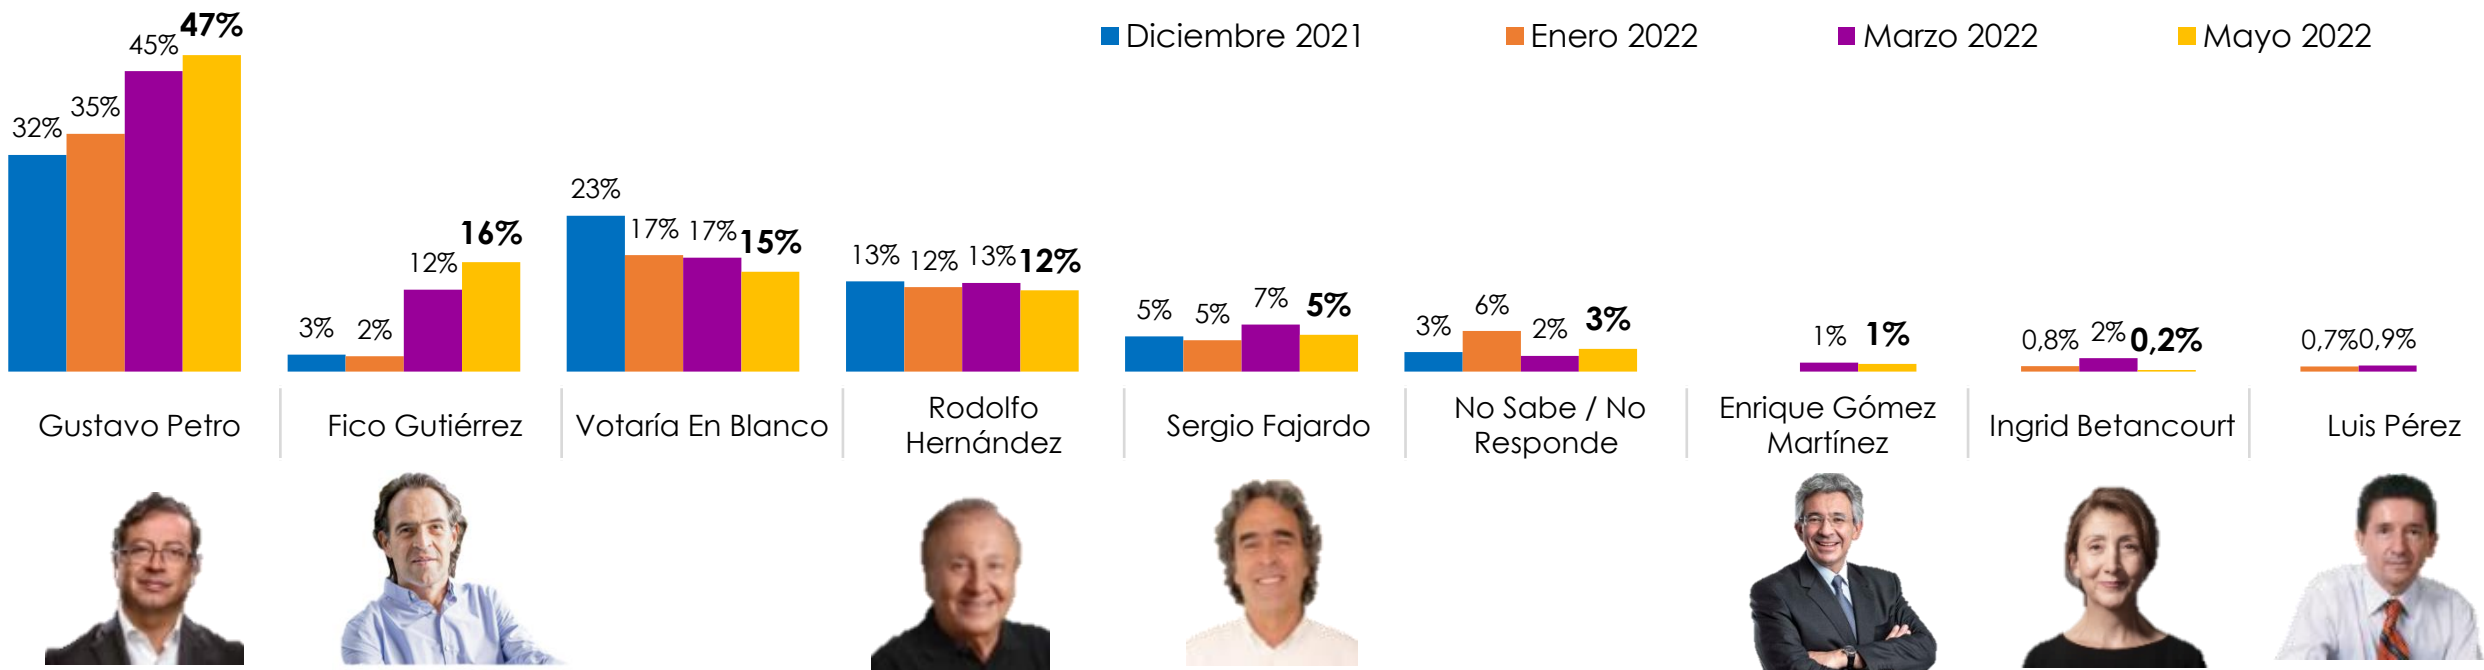 Diciembre 2021 Enero 2022 Marzo 2022 Mayo 2022
32% 35% 45% 47%
3% 2% 12% 16%
23% 17% 17% 15%
13% 12% 13% 12%
5% 5% 7% 5%
3% 6% 2% 3%
1% 1%
0,8% 2% 0,2%
0,7% 0,9%
Gustavo Petro
Fico Gutiérrez
Votaría En Blanco
Rodolfo
Hernández
Sergio Fajardo
No Sabe / No
Responde
Enrique Gómez
Martínez
Ingrid Betancourt
Luis Pérez